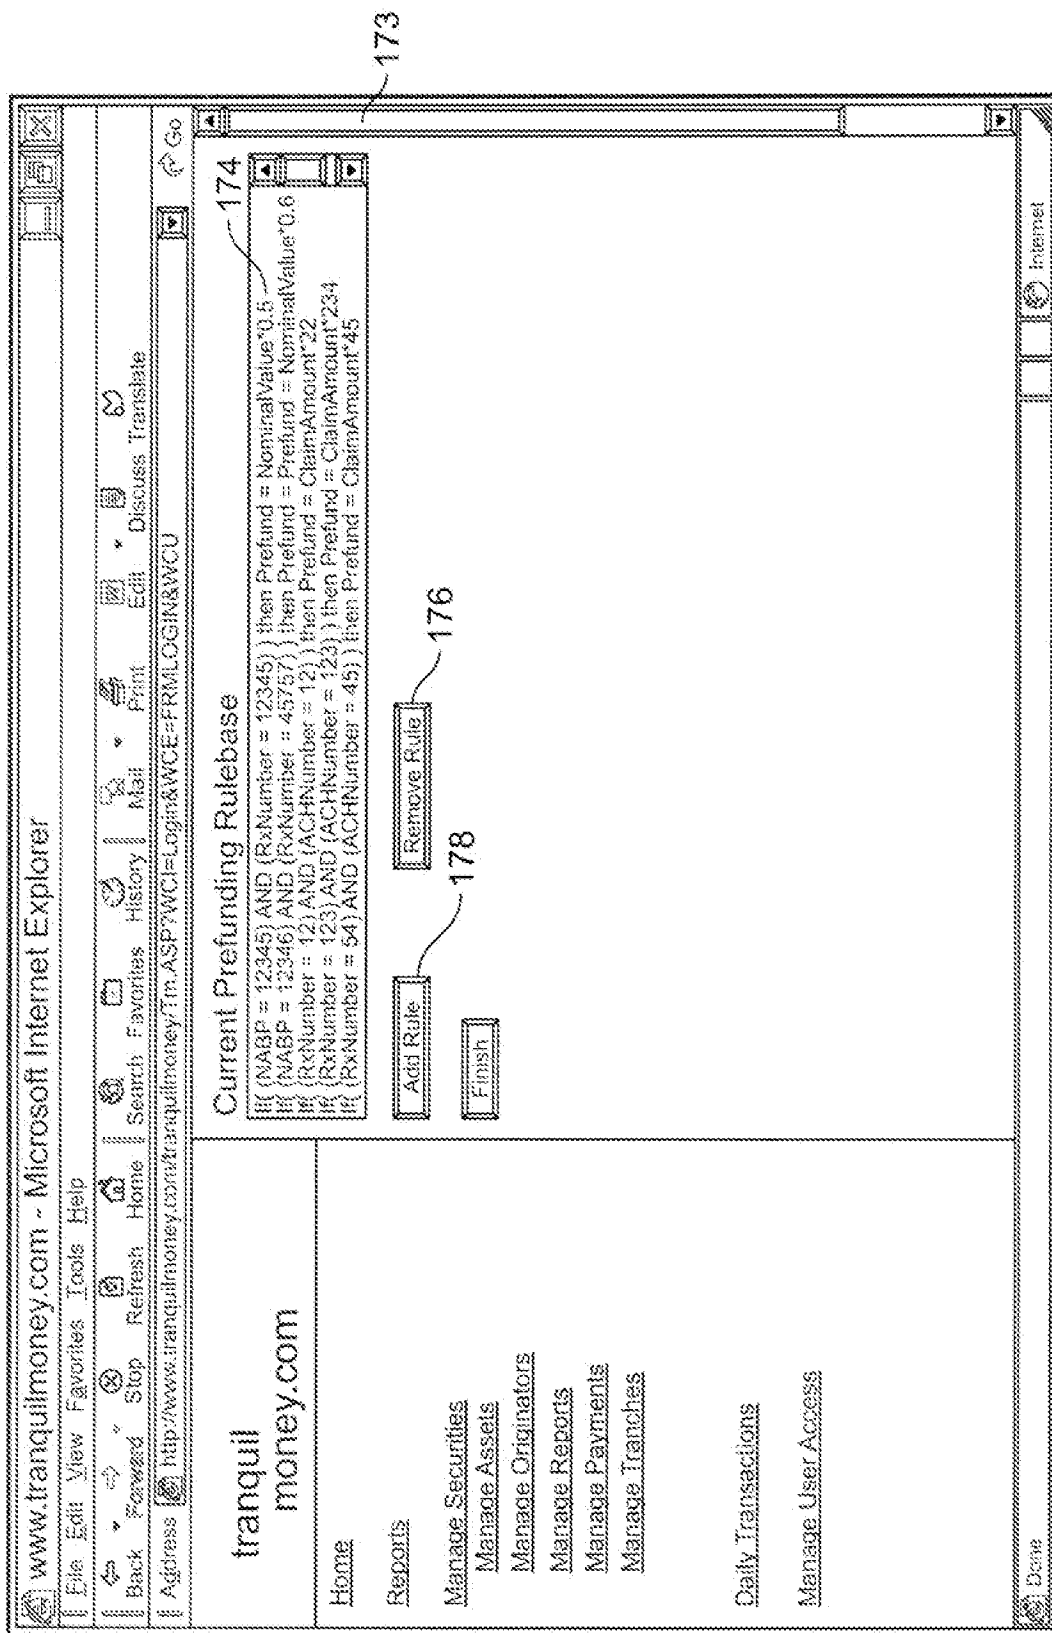 www.tranquilmoney.com - Microsoft Internet Explorer
File Edit View Favorites Tools Help
Back Forward Stop Refresh Home Search Favorites History Mail Print Edit Discuss Translate
Address http://www.tranquilmoney.com/tranquilmoney/Tm.ASP?WCI=Login&WCE=FRMLOGIN&WCU Go
tranquil
money.com
Home
Reports
Manage Securities
Manage Assets
Manage Originators
Manage Reports
Manage Payments
Manage Tranches
Daily Transactions
Manage User Access
Current Prefunding Rulebase
174
If( (NABP = 12345) AND (RxNumber = 12345) ) then Prefund = NominalValue*0.5
If( (NABP = 12346) AND (RxNumber = 45757) ) then Prefund = Prefund = NominalValue*0.6
If( (RxNumber = 12) AND (ACHNumber = 12) ) then Prefund = ClaimAmount*22
If( (RxNumber = 123) AND (ACHNumber = 123) ) then Prefund = ClaimAmount*234
If( (RxNumber = 54) AND (ACHNumber = 45) ) then Prefund = ClaimAmount*45
173
Add Rule
Remove Rule
178
176
Finish
Done
Internet